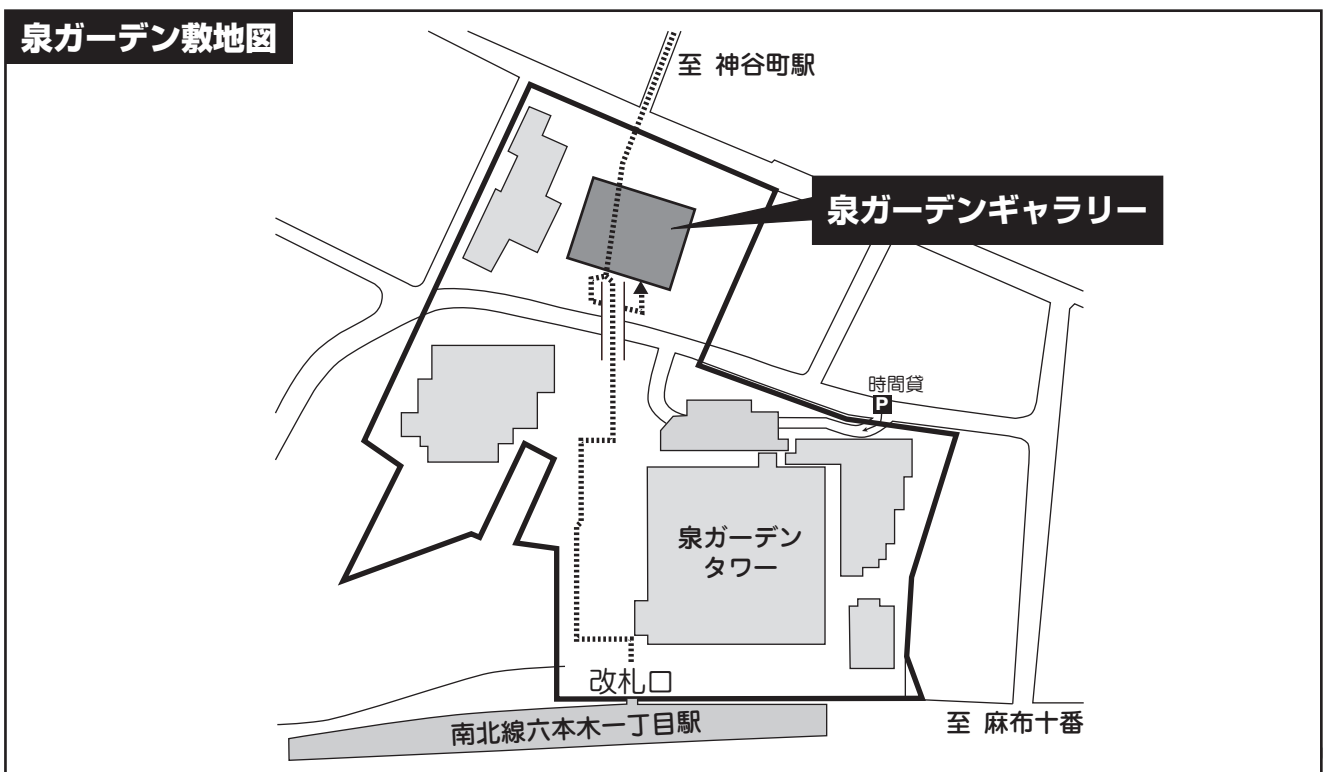 泉ガーデン敷地図
至 神谷町駅
泉ガーデンギャラリー
時間貸
P
泉ガーデン
タワー
改札口
南北線六本木一丁目駅
至 麻布十番